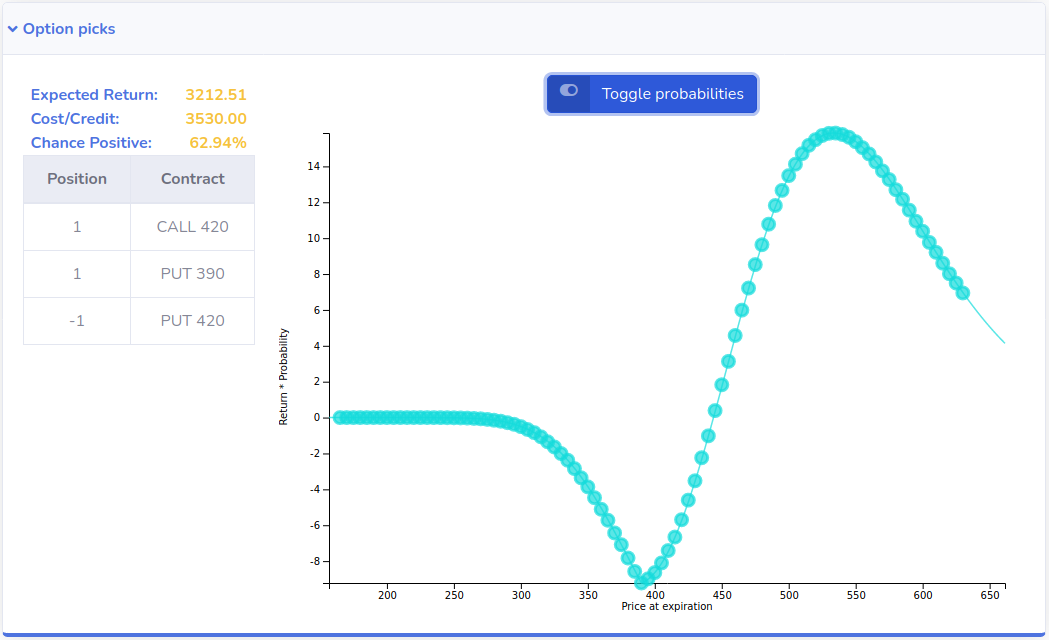 Option picks
Expected Return: 3212.51
Cost/Credit: 3530.00
Chance Positive: 62.94%
Position Contract
1 CALL 420
1 PUT 390
-1 PUT 420
Toggle probabilities
14
12
10
8
6
4
2
0
-2
-4
-6
-8
Return * Probability
200 250 300 350 400 450 500 550 600 650
Price at expiration